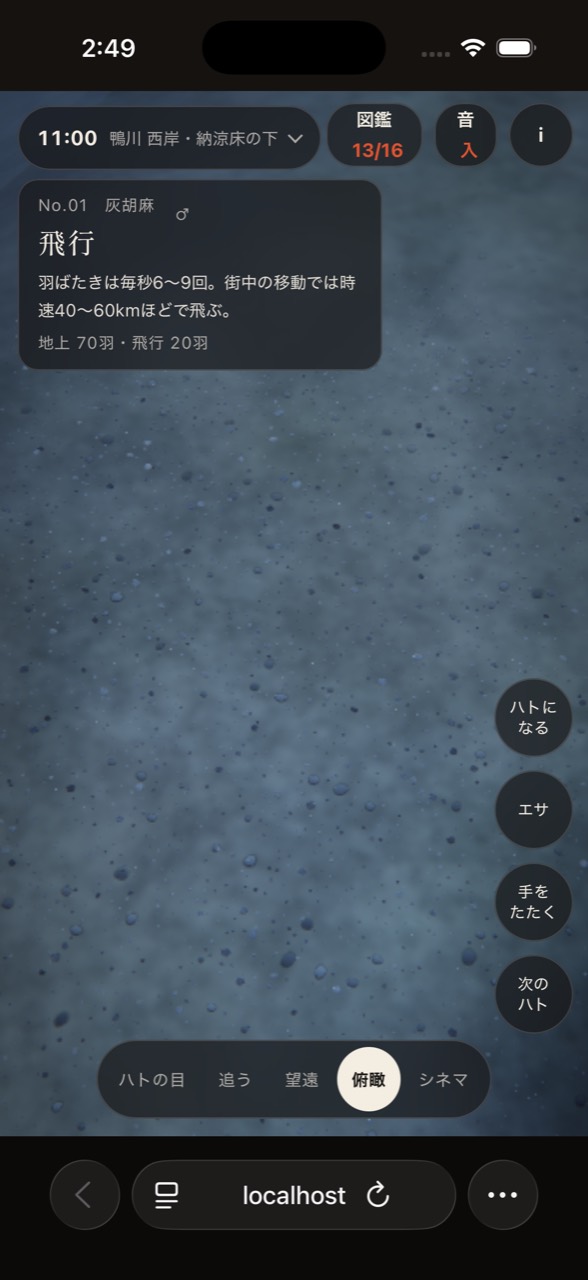 2:49
11:00 鴨川 西岸・納涼床の下
図鑑
13/16
音
入
i
No.01 灰胡麻 ♂
飛行
羽ばたきは毎秒6〜9回。街中の移動では時
速40〜60kmほどで飛ぶ。
地上 70羽・飛行 20羽
ハトに
なる
エサ
手を
たたく
次の
ハト
ハトの目 追う 望遠 俯瞰 シネマ
localhost